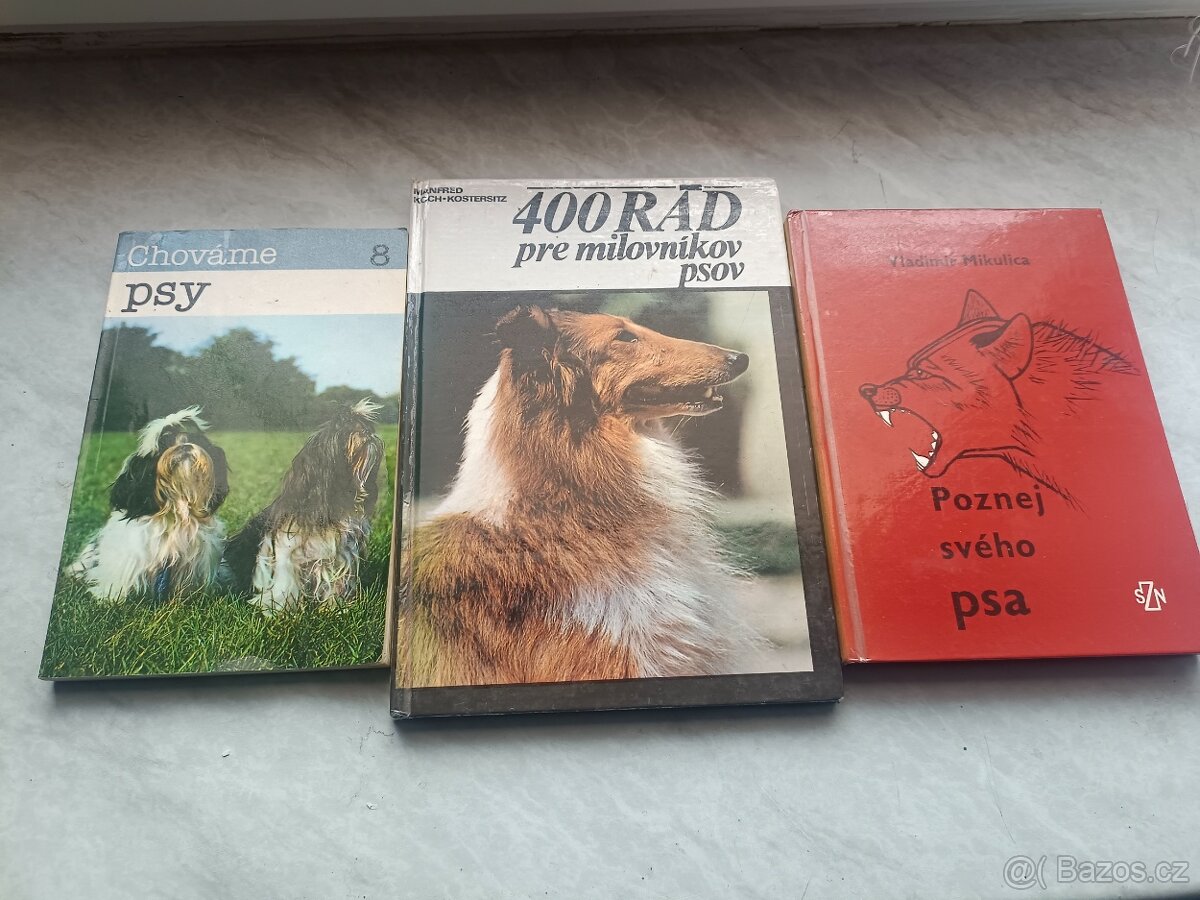 Chováme 8
psy
MANFRED
KOCH-KOSTERSITZ
400 RÁD
pre milovníkov
psov
Vladimír Mikulica
Poznej
svého
psa
SZN
@( Bazos.cz